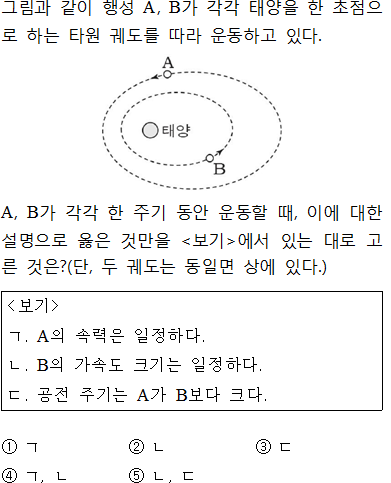 그림과 같이 행성 A, B가 각각 태양을 한 초점으
로 하는 타원 궤도를 따라 운동하고 있다.
A
태양
B
A, B가 각각 한 주기 동안 운동할 때, 이에 대한
설명으로 옳은 것만을 <보기>에서 있는 대로 고
른 것은?(단, 두 궤도는 동일면 상에 있다.)
<보기>
ㄱ. A의 속력은 일정하다.
ㄴ. B의 가속도 크기는 일정하다.
ㄷ. 공전 주기는 A가 B보다 크다.
① ㄱ ② ㄴ ③ ㄷ
④ ㄱ, ㄴ ⑤ ㄴ, ㄷ